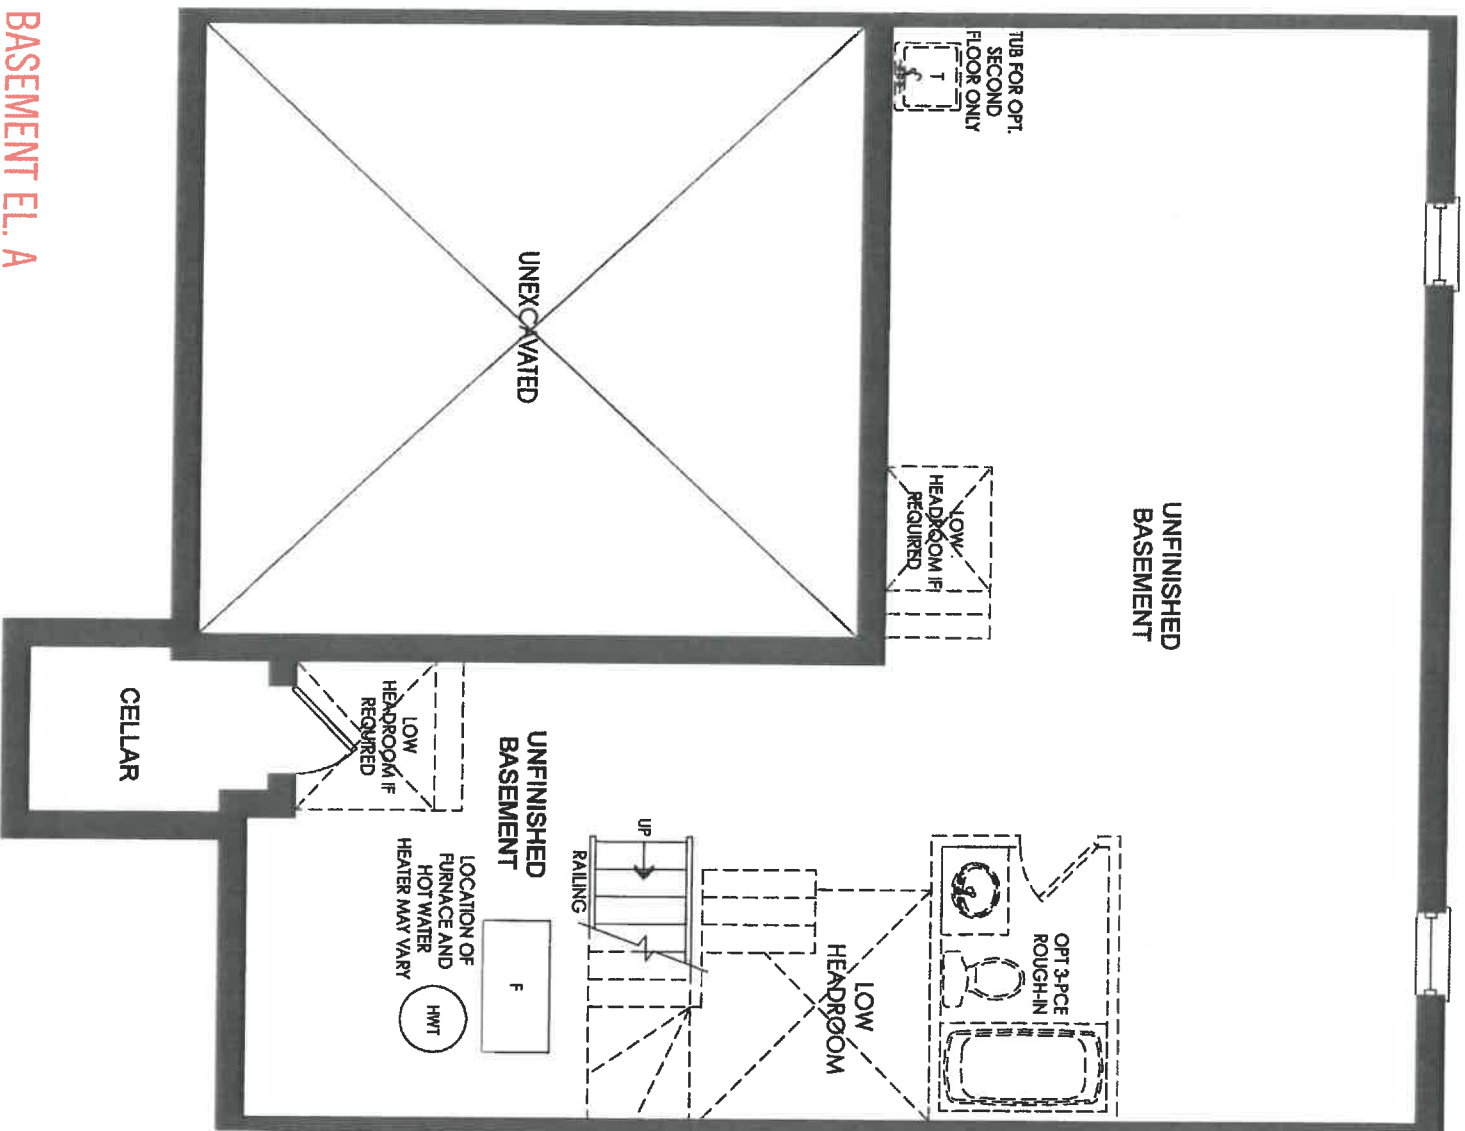 BASEMENT EL. A
TUB FOR OPT.
SECOND
FLOOR ONLY
T
UNEXCAVATED
LOW
HEADROOM IF
REQUIRED
UNFINISHED
BASEMENT
CELLAR
LOW
HEADROOM IF
REQUIRED
UNFINISHED
BASEMENT
UP
RAILING
LOCATION OF
FURNACE AND
HOT WATER
HEATER MAY VARY
F
HWT
LOW
HEADROOM
OPT 3-PCE
ROUGH-IN